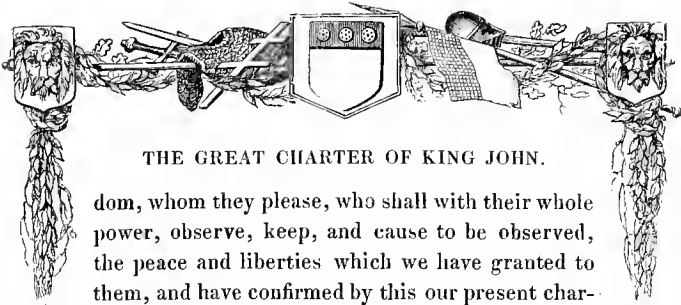 THE GREAT CHARTER OF KING JOHN.
dom, whom they please, who shall with their whole
power, observe, keep, and cause to be observed,
the peace and liberties which we have granted to
them, and have confirmed by this our present char-